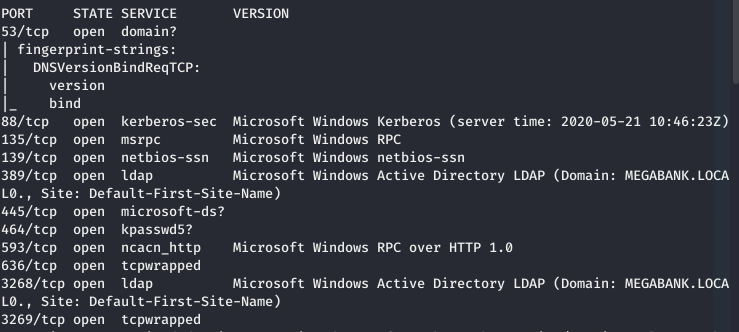 PORT     STATE SERVICE       VERSION
53/tcp   open  domain?
| fingerprint-strings:
|   DNSVersionBindReqTCP:
|     version
|_    bind
88/tcp   open  kerberos-sec  Microsoft Windows Kerberos (server time: 2020-05-21 10:46:23Z)
135/tcp  open  msrpc         Microsoft Windows RPC
139/tcp  open  netbios-ssn   Microsoft Windows netbios-ssn
389/tcp  open  ldap          Microsoft Windows Active Directory LDAP (Domain: MEGABANK.LOCA
L0., Site: Default-First-Site-Name)
445/tcp  open  microsoft-ds?
464/tcp  open  kpasswd5?
593/tcp  open  ncacn_http    Microsoft Windows RPC over HTTP 1.0
636/tcp  open  tcpwrapped
3268/tcp open  ldap          Microsoft Windows Active Directory LDAP (Domain: MEGABANK.LOCA
L0., Site: Default-First-Site-Name)
3269/tcp open  tcpwrapped